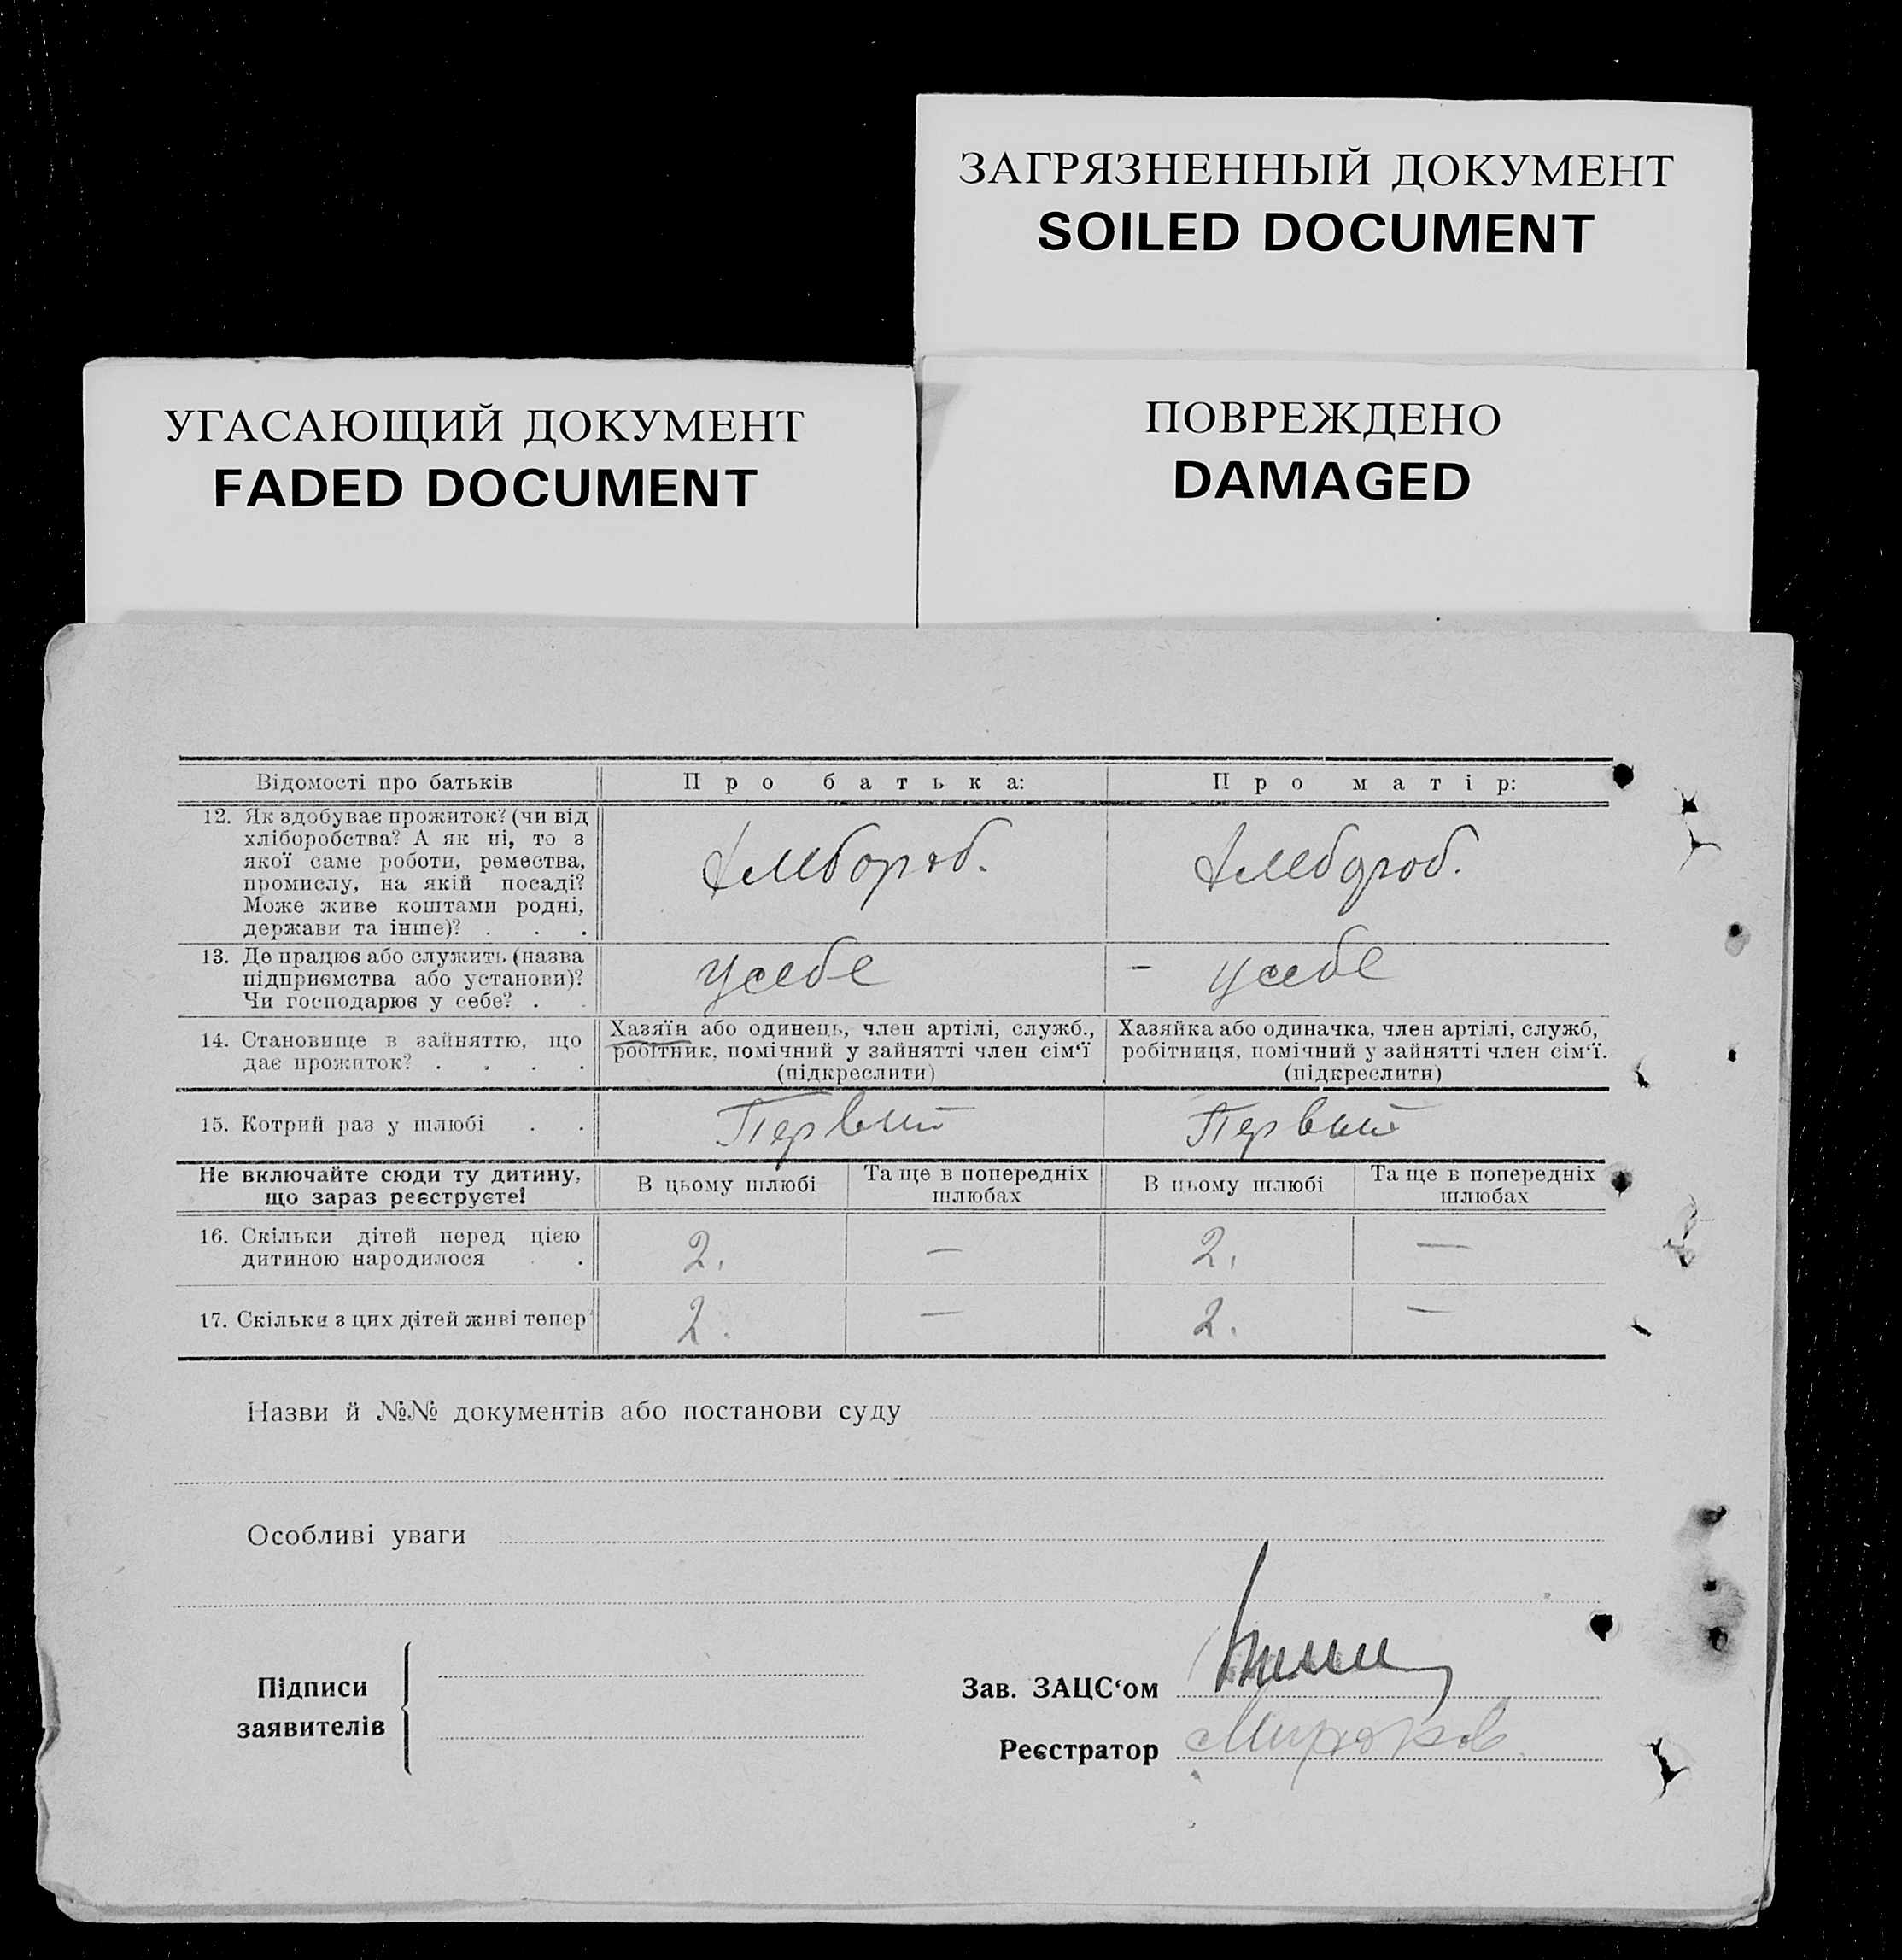 ЗАГРЯЗНЕННЫЙ ДОКУМЕНТ
SOILED DOCUMENT
УГАСАЮЩИЙ ДОКУМЕНТ
FADED DOCUMENT
ПОВРЕЖДЕНО
DAMAGED
Відомості про батьків
Про батька:
Про матір:
12. Як здобуває прожиток? (чи від
хліборобства? А як ні, то з
якої саме роботи, ремества,
промислу, на якій посаді?
Може живе коштами родні,
держави та інше)? . . .
Хлебороб.
Хлебороб.
13. Де працює або служить (назва
підприємства або установи)?
Чи господарює у себе? . .
У себе
- У себе
14. Становище в зайняттю, що
дає прожиток? . . . .
Хазяїн або одинець, член артілі, служб.,
робітник, помічний у зайнятті член сім‘ї
(підкреслити)
Хазяйка або одиначка, член артілі, служб,
робітниця, помічний у зайнятті член сім‘ї.
(підкреслити)
15. Котрий раз у шлюбі . .
Первый
Первый
Не включайте сюди ту дитину,
що зараз реєструєте!
В цьому шлюбі
Та ще в попередніх
шлюбах
В цьому шлюбі
Та ще в попередніх
шлюбах
16. Скільки дітей перед цією
дитиною народилося . .
2.
—
2.
—
17. Скільки з цих дітей живі тепер?
2.
—
2.
—
Назви й №№ документів або постанови суду
Особливі уваги
Підписи
заявителів
Зав. ЗАЦС‘ом
Реєстратор